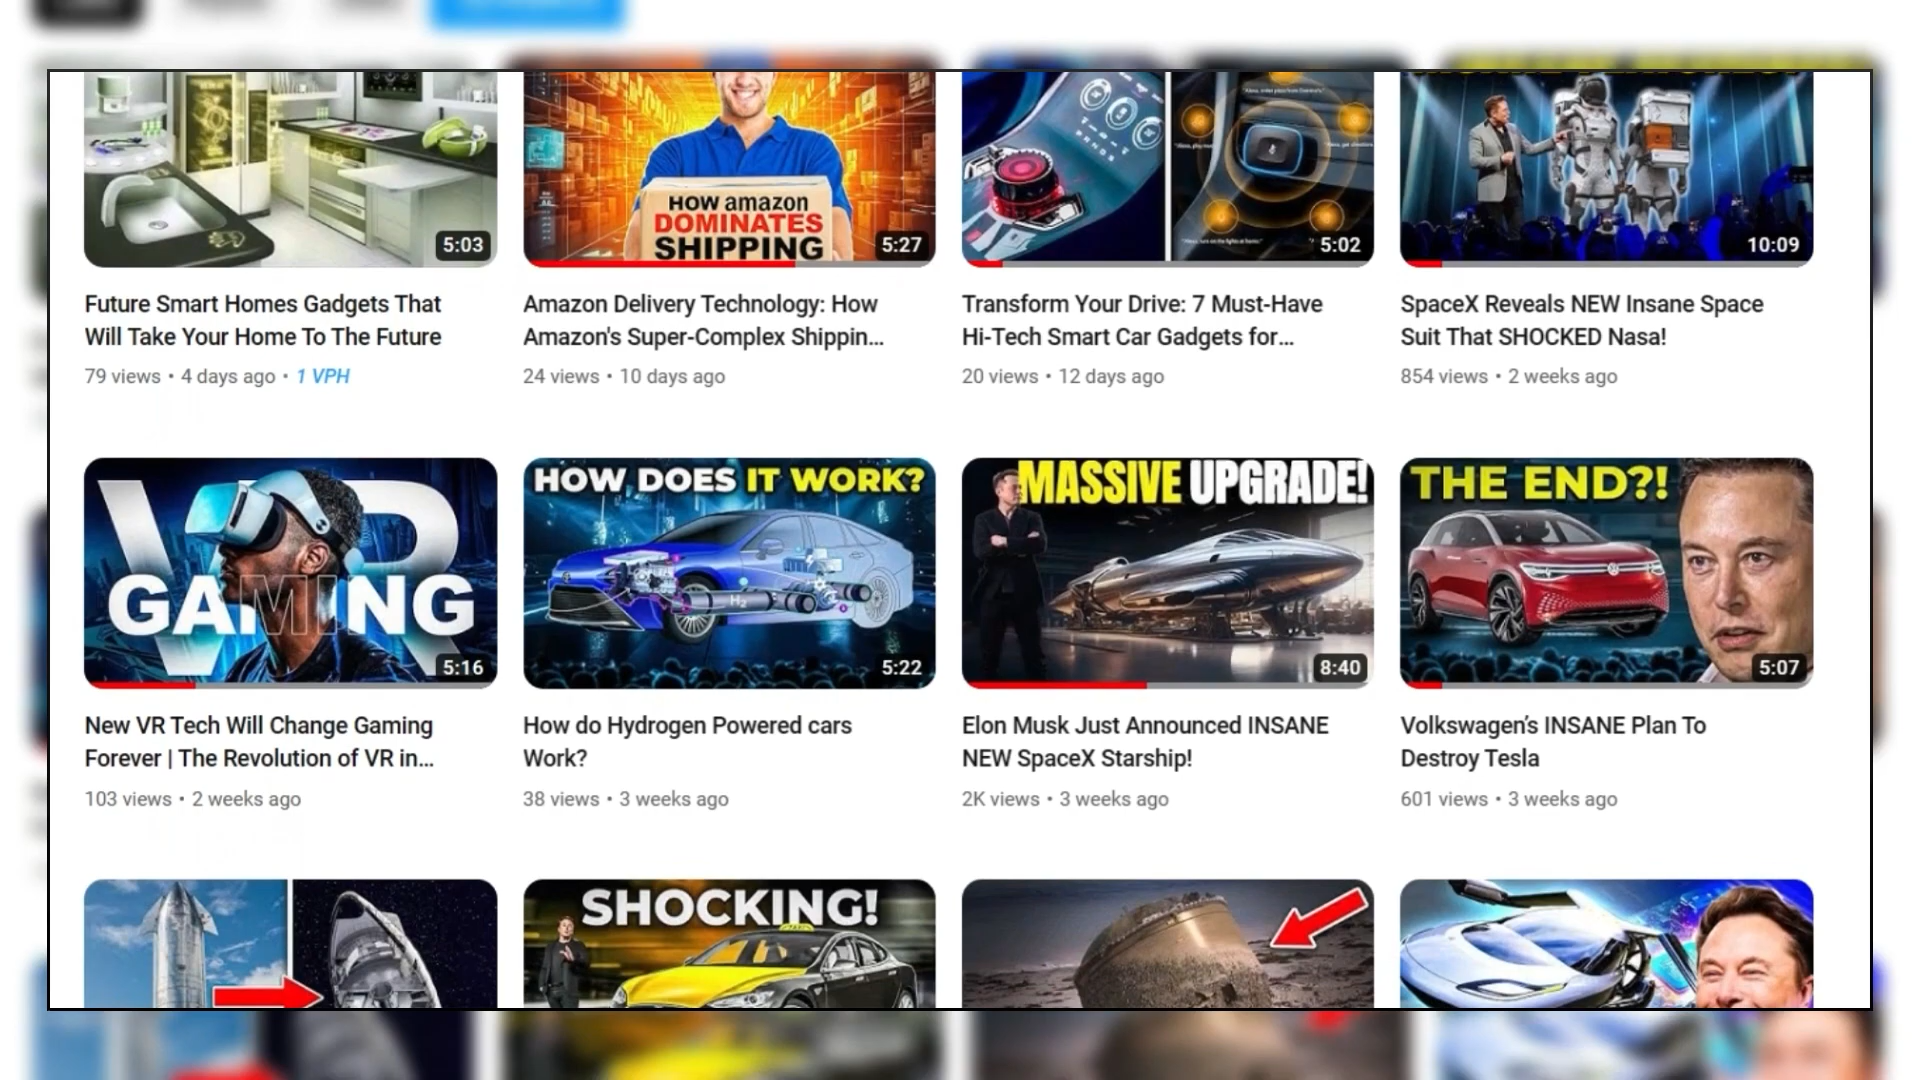 HOW amazon
DOMINATES
SHIPPING
5:03
5:27
5:02
10:09
Future Smart Homes Gadgets That
Will Take Your Home To The Future
79 views • 4 days ago • 1 VPH
Amazon Delivery Technology: How
Amazon's Super-Complex Shippin...
24 views • 10 days ago
Transform Your Drive: 7 Must-Have
Hi-Tech Smart Car Gadgets for...
20 views • 12 days ago
SpaceX Reveals NEW Insane Space
Suit That SHOCKED Nasa!
854 views • 2 weeks ago
VR
GAMING
5:16
HOW DOES IT WORK?
H2
5:22
MASSIVE UPGRADE!
8:40
THE END?!
5:07
New VR Tech Will Change Gaming
Forever | The Revolution of VR in...
103 views • 2 weeks ago
How do Hydrogen Powered cars
Work?
38 views • 3 weeks ago
Elon Musk Just Announced INSANE
NEW SpaceX Starship!
2K views • 3 weeks ago
Volkswagen’s INSANE Plan To
Destroy Tesla
601 views • 3 weeks ago
SHOCKING!
TAXI